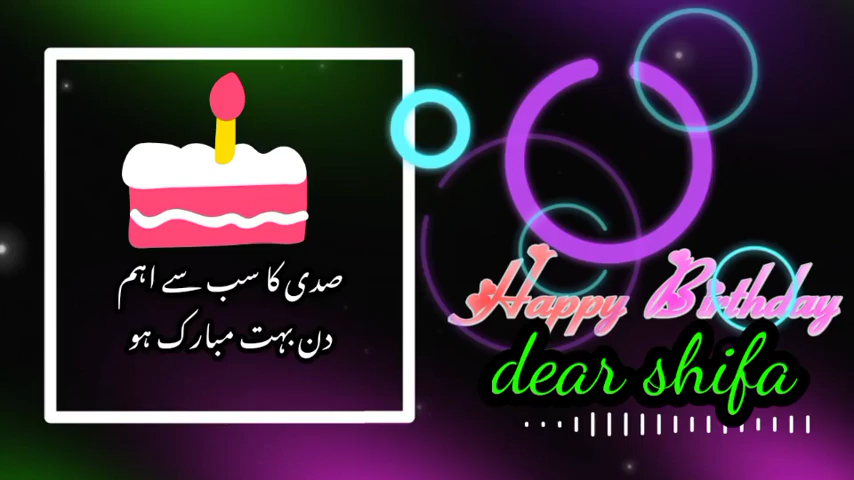 صدی کا سب سے اہم
دن بہت مبارک ہو
Happy Birthday
dear shifa